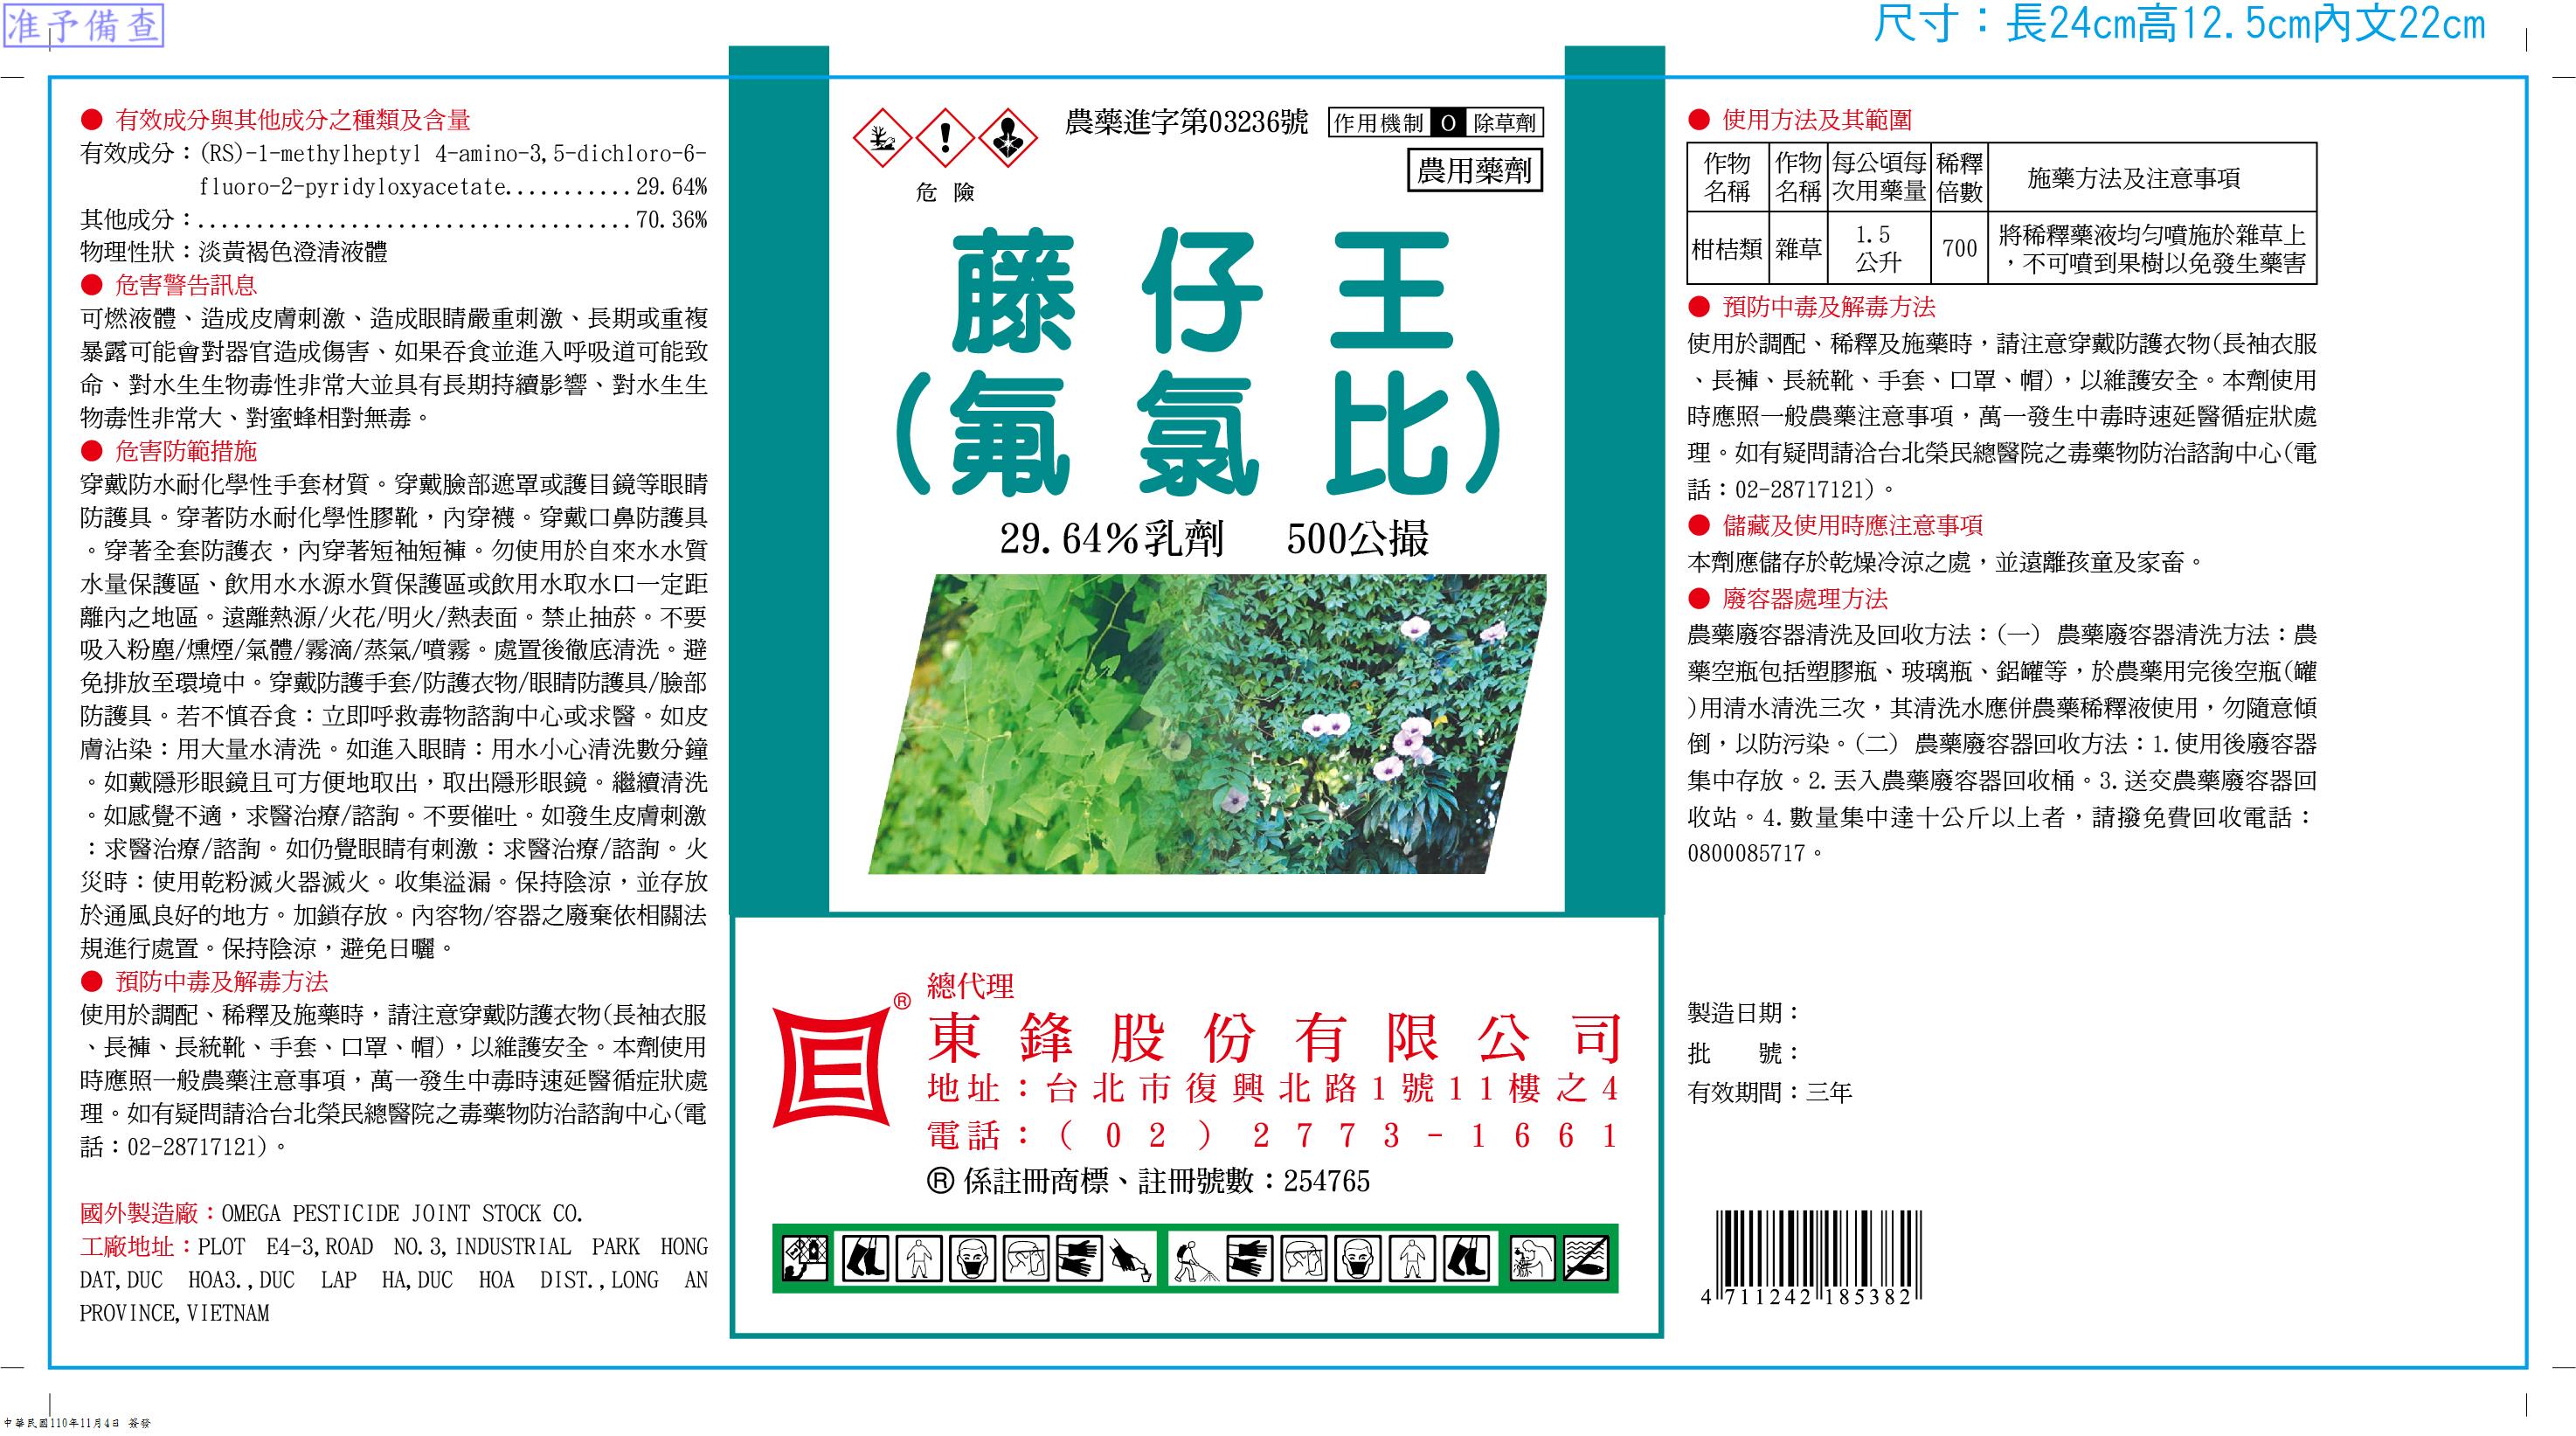 准予備查
尺寸：長24cm高12.5cm內文22cm
● 有效成分與其他成分之種類及含量
有效成分：(RS)-1-methylheptyl 4-amino-3,5-dichloro-6-
fluoro-2-pyridyloxyacetate...........29.64%
其他成分：.....................................70.36%
物理性狀：淡黃褐色澄清液體
● 危害警告訊息
可燃液體、造成皮膚刺激、造成眼睛嚴重刺激、長期或重複
暴露可能會對器官造成傷害、如果吞食並進入呼吸道可能致
命、對水生生物毒性非常大並具有長期持續影響、對水生生
物毒性非常大、對蜜蜂相對無毒。
● 危害防範措施
穿戴防水耐化學性手套材質。穿戴臉部遮罩或護目鏡等眼睛
防護具。穿著防水耐化學性膠靴，內穿襪。穿戴口鼻防護具
。穿著全套防護衣，內穿著短袖短褲。勿使用於自來水水質
水量保護區、飲用水水源水質保護區或飲用水取水口一定距
離內之地區。遠離熱源/火花/明火/熱表面。禁止抽菸。不要
吸入粉塵/燻煙/氣體/霧滴/蒸氣/噴霧。處置後徹底清洗。避
免排放至環境中。穿戴防護手套/防護衣物/眼睛防護具/臉部
防護具。若不慎吞食：立即呼救毒物諮詢中心或求醫。如皮
膚沾染：用大量水清洗。如進入眼睛：用水小心清洗數分鐘
。如戴隱形眼鏡且可方便地取出，取出隱形眼鏡。繼續清洗
。如感覺不適，求醫治療/諮詢。不要催吐。如發生皮膚刺激
：求醫治療/諮詢。如仍覺眼睛有刺激：求醫治療/諮詢。火
災時：使用乾粉滅火器滅火。收集溢漏。保持陰涼，並存放
於通風良好的地方。加鎖存放。內容物/容器之廢棄依相關法
規進行處置。保持陰涼，避免日曬。
● 預防中毒及解毒方法
使用於調配、稀釋及施藥時，請注意穿戴防護衣物(長袖衣服
、長褲、長統靴、手套、口罩、帽)，以維護安全。本劑使用
時應照一般農藥注意事項，萬一發生中毒時速延醫循症狀處
理。如有疑問請洽台北榮民總醫院之毒藥物防治諮詢中心(電
話：02-28717121)。
國外製造廠：OMEGA PESTICIDE JOINT STOCK CO.
工廠地址：PLOT E4-3,ROAD NO.3,INDUSTRIAL PARK HONG
DAT,DUC HOA3.,DUC LAP HA,DUC HOA DIST.,LONG AN
PROVINCE,VIETNAM
農藥進字第03236號 作用機制 O 除草劑
農用藥劑
危險
藤仔王
(氟氯比)
29.64%乳劑 500公撮
總代理
®
東鋒股份有限公司
地址：台北市復興北路1號11樓之4
電話：(02)2773-1661
®係註冊商標、註冊號數：254765
● 使用方法及其範圍
作物名稱 作物名稱 每公頃每次用藥量 稀釋倍數 施藥方法及注意事項
柑桔類 雜草 1.5公升 700 將稀釋藥液均勻噴施於雜草上
，不可噴到果樹以免發生藥害
● 預防中毒及解毒方法
使用於調配、稀釋及施藥時，請注意穿戴防護衣物(長袖衣服
、長褲、長統靴、手套、口罩、帽)，以維護安全。本劑使用
時應照一般農藥注意事項，萬一發生中毒時速延醫循症狀處
理。如有疑問請洽台北榮民總醫院之毒藥物防治諮詢中心(電
話：02-28717121)。
● 儲藏及使用時應注意事項
本劑應儲存於乾燥冷涼之處，並遠離孩童及家畜。
● 廢容器處理方法
農藥廢容器清洗及回收方法：(一) 農藥廢容器清洗方法：農
藥空瓶包括塑膠瓶、玻璃瓶、鋁罐等，於農藥用完後空瓶(罐
)用清水清洗三次，其清洗水應併農藥稀釋液使用，勿隨意傾
倒，以防污染。(二) 農藥廢容器回收方法：1.使用後廢容器
集中存放。2.丟入農藥廢容器回收桶。3.送交農藥廢容器回
收站。4.數量集中達十公斤以上者，請撥免費回收電話：
0800085717。
製造日期：
批　　號：
有效期間：三年
4 711242 185382
中華民國110年11月4日 簽發